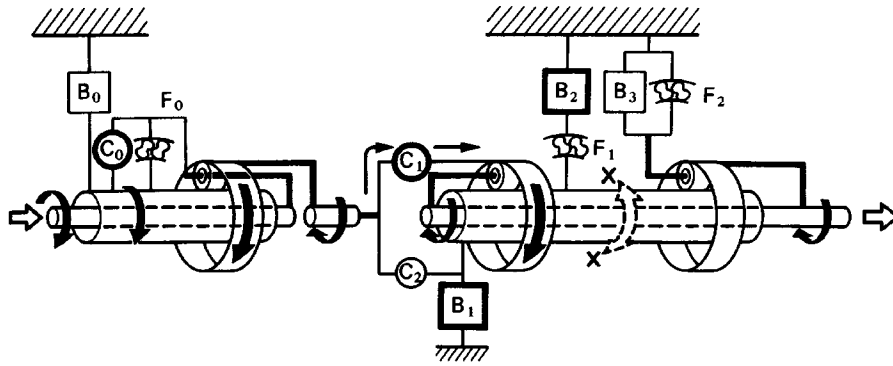 B₀
F₀
C₀
B₂
B₃
F₂
F₁
C₁
X
X
C₂
B₁